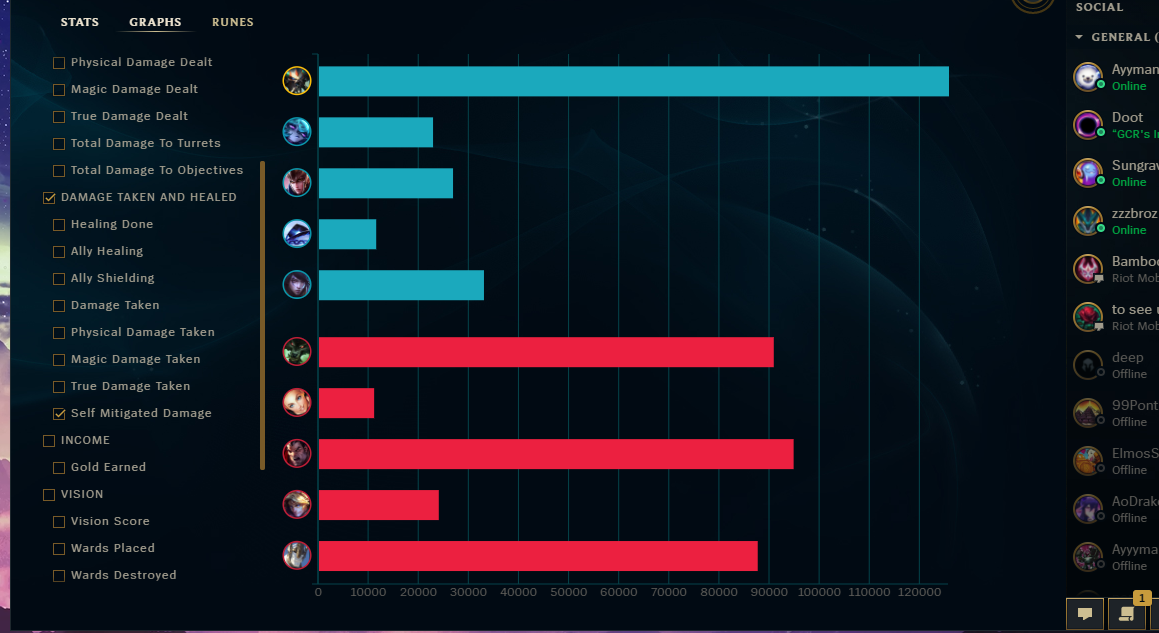 STATS GRAPHS RUNES
Physical Damage Dealt
Magic Damage Dealt
True Damage Dealt
Total Damage To Turrets
Total Damage To Objectives
DAMAGE TAKEN AND HEALED
Healing Done
Ally Healing
Ally Shielding
Damage Taken
Physical Damage Taken
Magic Damage Taken
True Damage Taken
Self Mitigated Damage
INCOME
Gold Earned
VISION
Vision Score
Wards Placed
Wards Destroyed
0 10000 20000 30000 40000 50000 60000 70000 80000 90000 100000 110000 120000
SOCIAL
GENERAL (
Ayyman
Online
Doot
"GCR's I
Sungrav
Online
zzzbroz
Online
Bamboo
Riot Mob
to see u
Riot Mob
deep
Offline
99Pont
Offline
ElmosS
Offline
AoDrak
Offline
Ayyyma
Offline
1